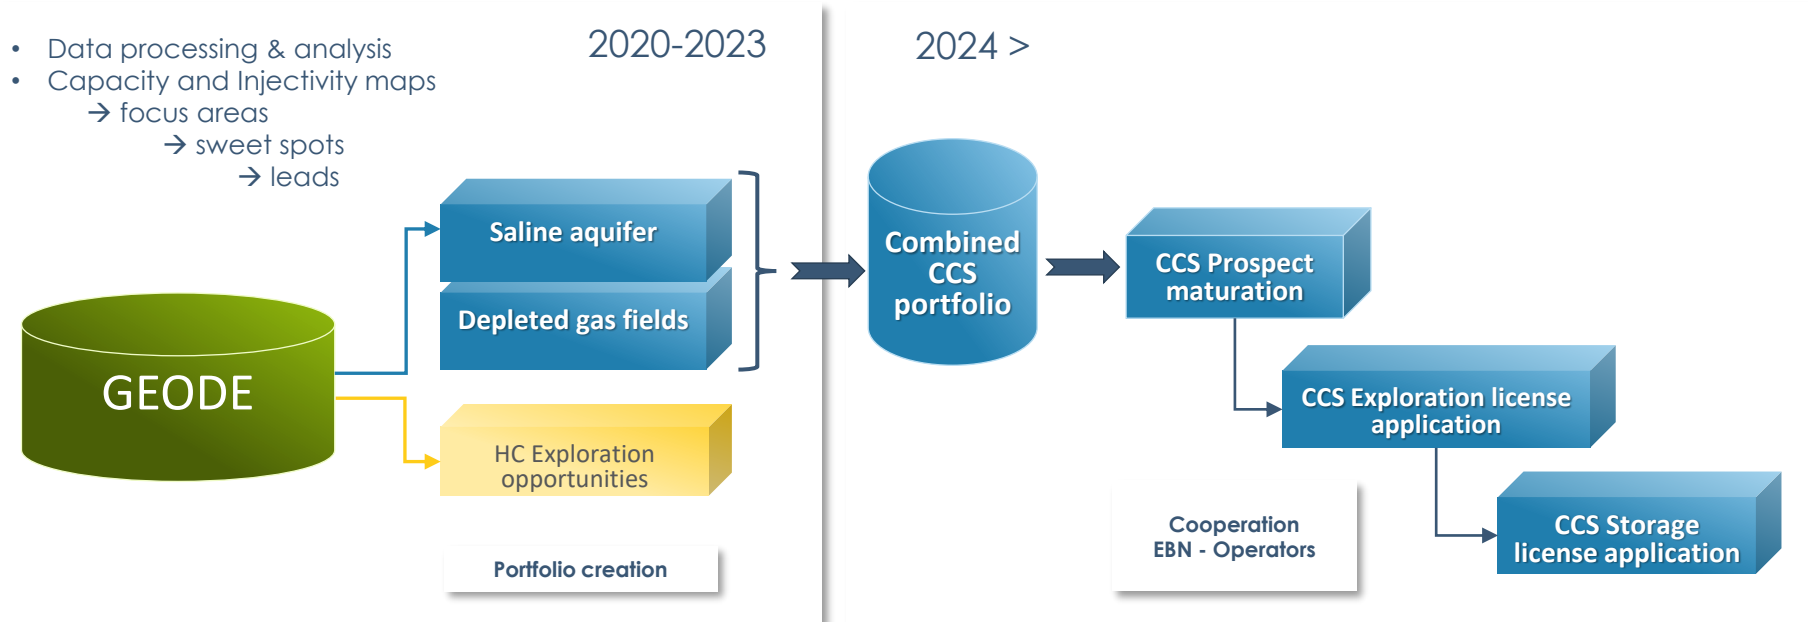 • Data processing & analysis
• Capacity and Injectivity maps
→ focus areas
→ sweet spots
→ leads
2020-2023
2024 >
Saline aquifer
Depleted gas fields
GEODE
HC Exploration
opportunities
Portfolio creation
Combined
CCS
portfolio
CCS Prospect
maturation
CCS Exploration license
application
CCS Storage
license application
Cooperation
EBN - Operators